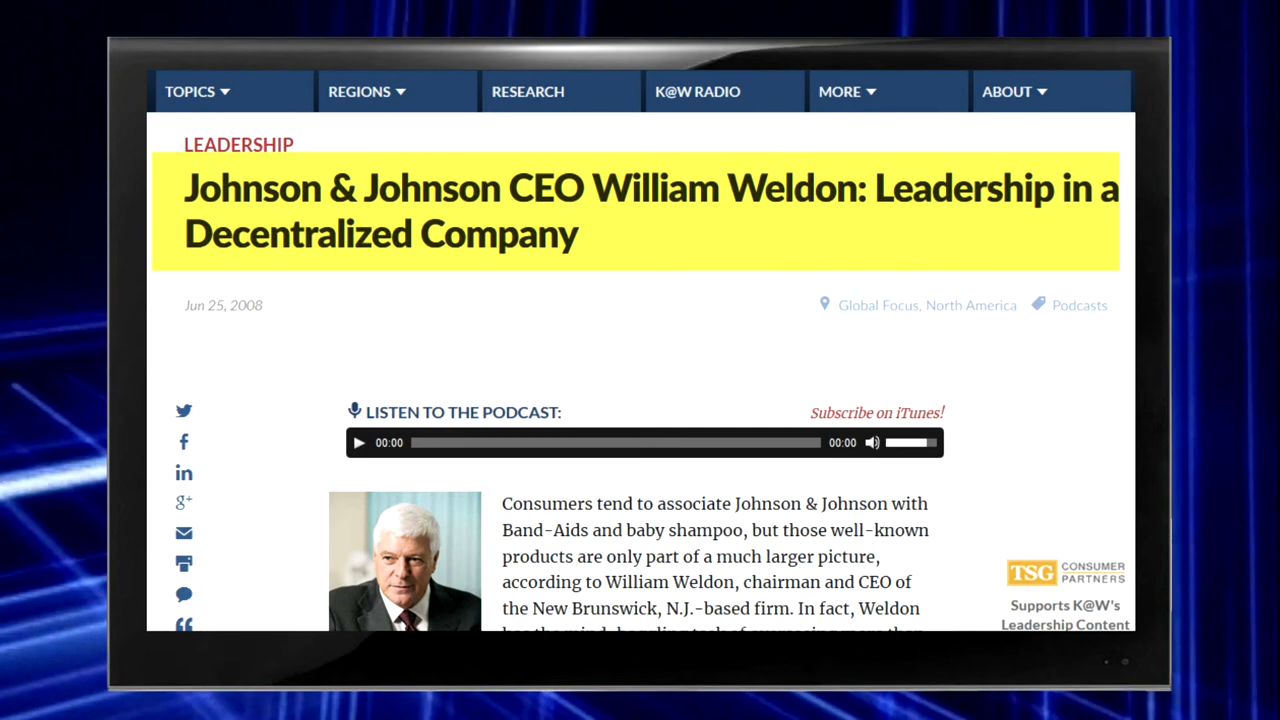 TOPICS REGIONS RESEARCH K@W RADIO MORE ABOUT
LEADERSHIP
Johnson & Johnson CEO William Weldon: Leadership in a
Decentralized Company
Jun 25, 2008 Global Focus, North America Podcasts
LISTEN TO THE PODCAST: Subscribe on iTunes!
00:00 00:00
Consumers tend to associate Johnson & Johnson with
Band-Aids and baby shampoo, but those well-known
products are only part of a much larger picture,
according to William Weldon, chairman and CEO of
the New Brunswick, N.J.-based firm. In fact, Weldon
TSG CONSUMER
PARTNERS
Supports K@W's
Leadership Content